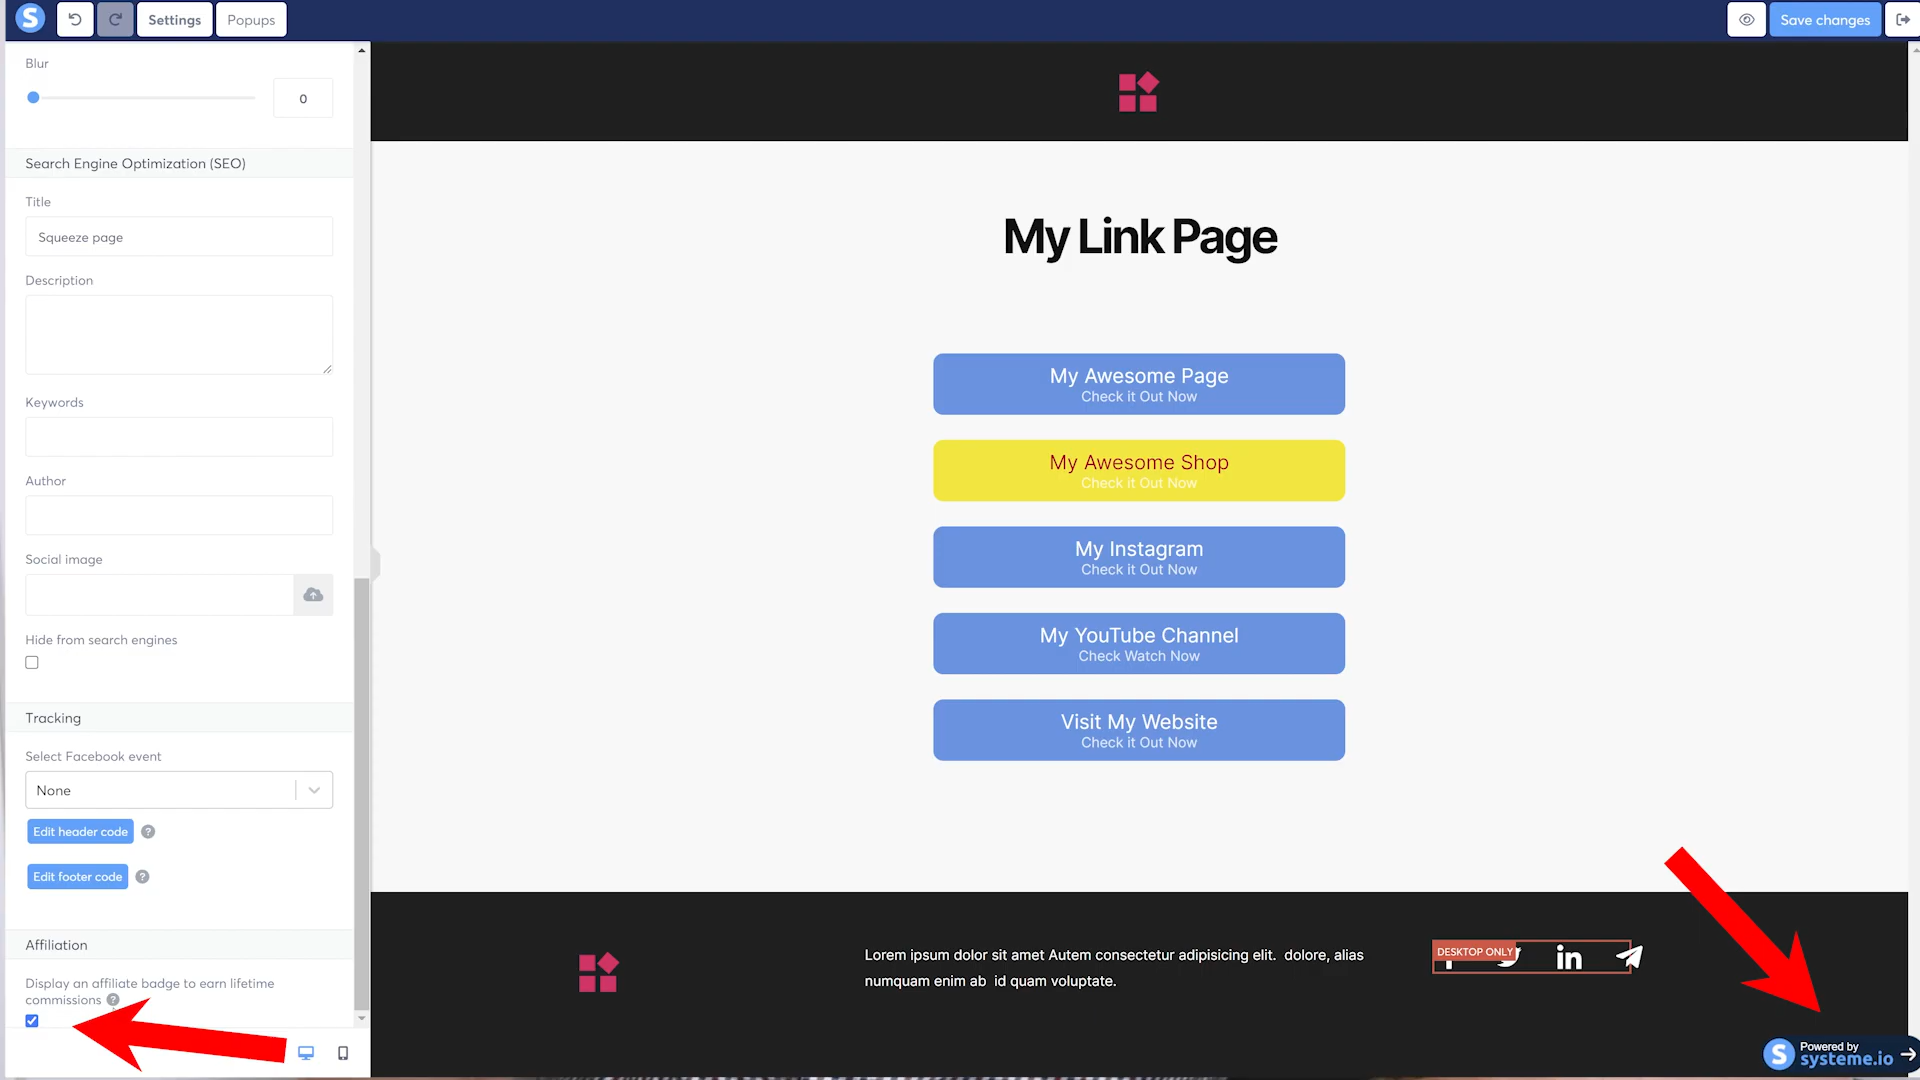 S
Settings
Popups
Save changes
Blur
0
Search Engine Optimization (SEO)
Title
Squeeze page
Description
Keywords
Author
Social image
Hide from search engines
Tracking
Select Facebook event
None
Edit header code ?
Edit footer code ?
Affiliation
Display an affiliate badge to earn lifetime
commissions ?
My Link Page
My Awesome Page
Check it Out Now
My Awesome Shop
Check it Out Now
My Instagram
Check it Out Now
My YouTube Channel
Check Watch Now
Visit My Website
Check it Out Now
Lorem ipsum dolor sit amet Autem consectetur adipisicing elit. dolore, alias
numquam enim ab id quam voluptate.
DESKTOP ONLY
in
S
Powered by
systeme.io